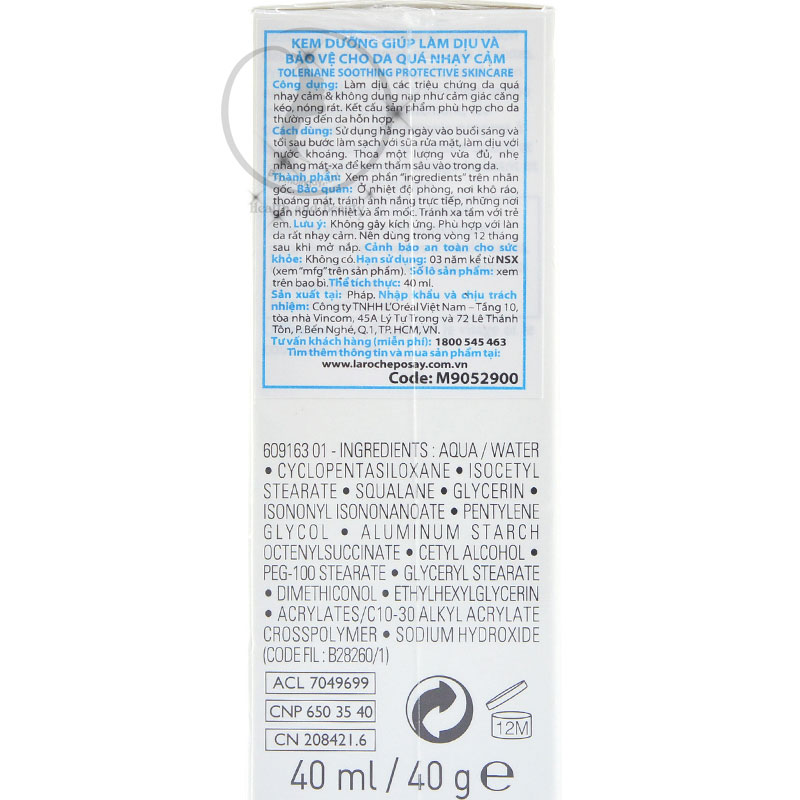 KEM DƯỠNG GIÚP LÀM DỊU VÀ
BẢO VỆ CHO DA QUÁ NHẠY CẢM
TOLERIANE SOOTHING PROTECTIVE SKINCARE
Công dụng: Làm dịu các triệu chứng da quá
nhạy cảm & không dung nạp như cảm giác căng
kéo, nóng rát. Kết cấu sản phẩm phù hợp cho da
thường đến da hỗn hợp.
Cách dùng: Sử dụng hằng ngày vào buổi sáng và
tối sau bước làm sạch với sữa rửa mặt, làm dịu với
nước khoáng. Thoa một lượng vừa đủ, nhẹ
nhàng mát-xa để kem thấm sâu vào trong da.
Thành phần: Xem phần "ingredients" trên nhãn
gốc. Bảo quản: Ở nhiệt độ phòng, nơi khô ráo,
thoáng mát, tránh ánh nắng trực tiếp, những nơi
gần nguồn nhiệt và ẩm mốc. Tránh xa tầm với trẻ
em. Lưu ý: Không gây kích ứng. Phù hợp với làn
da rất nhạy cảm. Nên dùng trong vòng 12 tháng
sau khi mở nắp. Cảnh báo an toàn cho sức
khỏe: Không có. Hạn sử dụng: 03 năm kể từ NSX
(xem "mfg" trên sản phẩm). Số lô sản phẩm: xem
trên bao bì. Thể tích thực: 40 ml.
Sản xuất tại: Pháp. Nhập khẩu và chịu trách
nhiệm: Công ty TNHH L'Oréal Việt Nam – Tầng 10,
tòa nhà Vincom, 45A Lý Tự Trọng và 72 Lê Thánh
Tôn, P. Bến Nghé, Q.1, TP. HCM, VN.
Tư vấn khách hàng (miễn phí): 1800 545 463
Tìm thêm thông tin và mua sản phẩm tại:
www.larocheposay.com
Code: M9052900
Health and beauty
609163 01 - INGREDIENTS : AQUA / WATER
• CYCLOPENTASILOXANE • ISOCETYL
STEARATE • SQUALANE • GLYCERIN •
ISONONYL ISONONANOATE • PENTYLENE
GLYCOL • ALUMINUM STARCH
OCTENYLSUCCINATE • CETYL ALCOHOL •
PEG-100 STEARATE • GLYCERYL STEARATE
• DIMETHICONOL • ETHYLHEXYLGLYCERIN
• ACRYLATES/C10-30 ALKYL ACRYLATE
CROSSPOLYMER • SODIUM HYDROXIDE
(CODE FIL : B28260/1)
ACL 7049699
CNP 650 35 40
CN 208421.6
12M
40 ml / 40 g ℮